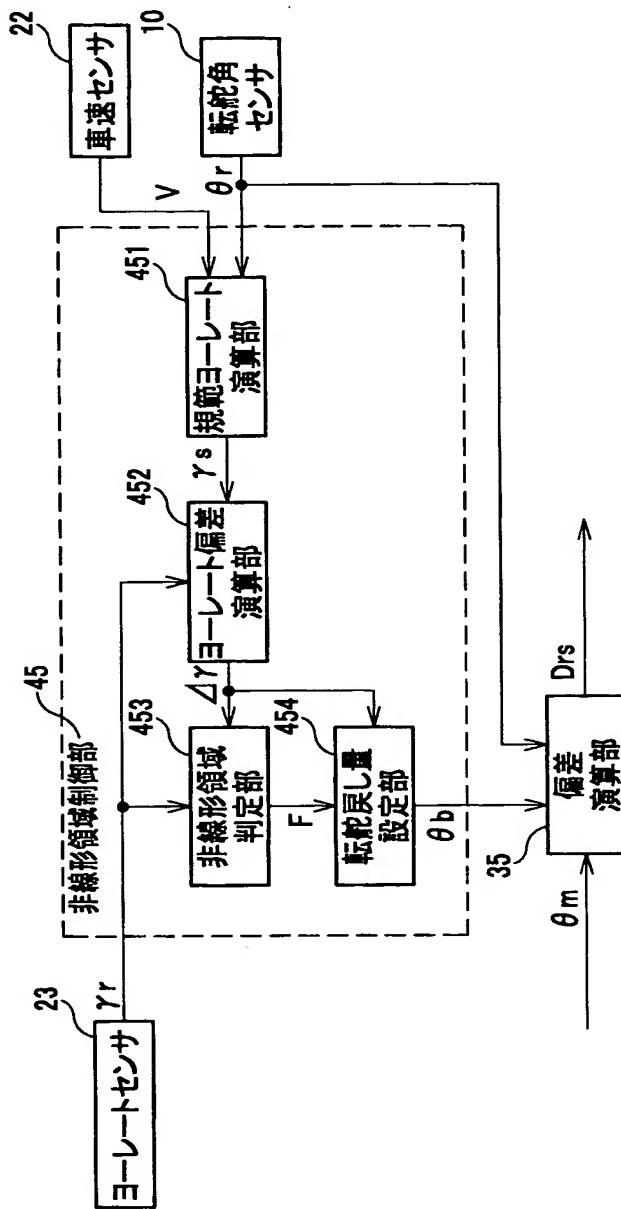 22
車速センサ
10
転舵角
センサ
V
θr
451
規範ヨーレート
演算部
γs
452
ヨーレート偏差
演算部
Δγ
45
非線形領域制御部
453
非線形領域
判定部
F
454
転舵戻し量
設定部
θb
23
ヨーレートセンサ
γr
35
偏差
演算部
θm
Drs